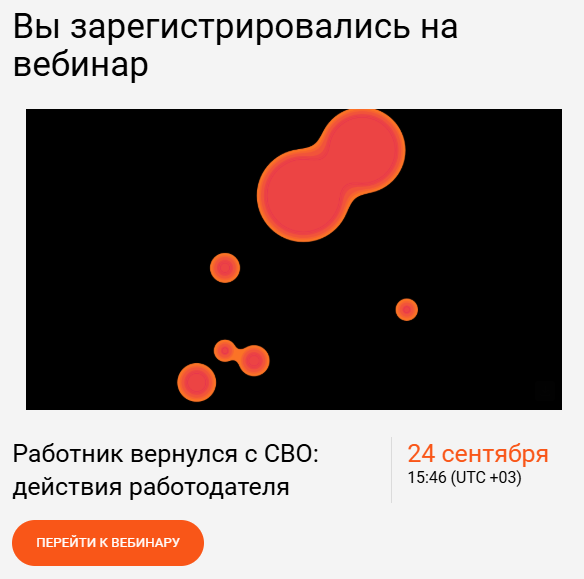 Вы зарегистрировались на
вебинар
Работник вернулся с СВО:
действия работодателя
24 сентября
15:46 (UTC +03)
ПЕРЕЙТИ К ВЕБИНАРУ